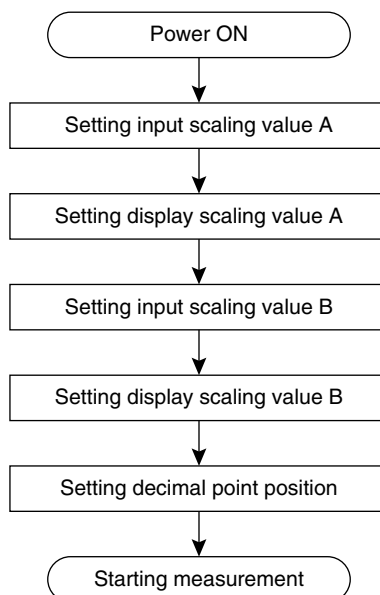 Power ON
Setting input scaling value A
Setting display scaling value A
Setting input scaling value B
Setting display scaling value B
Setting decimal point position
Starting measurement